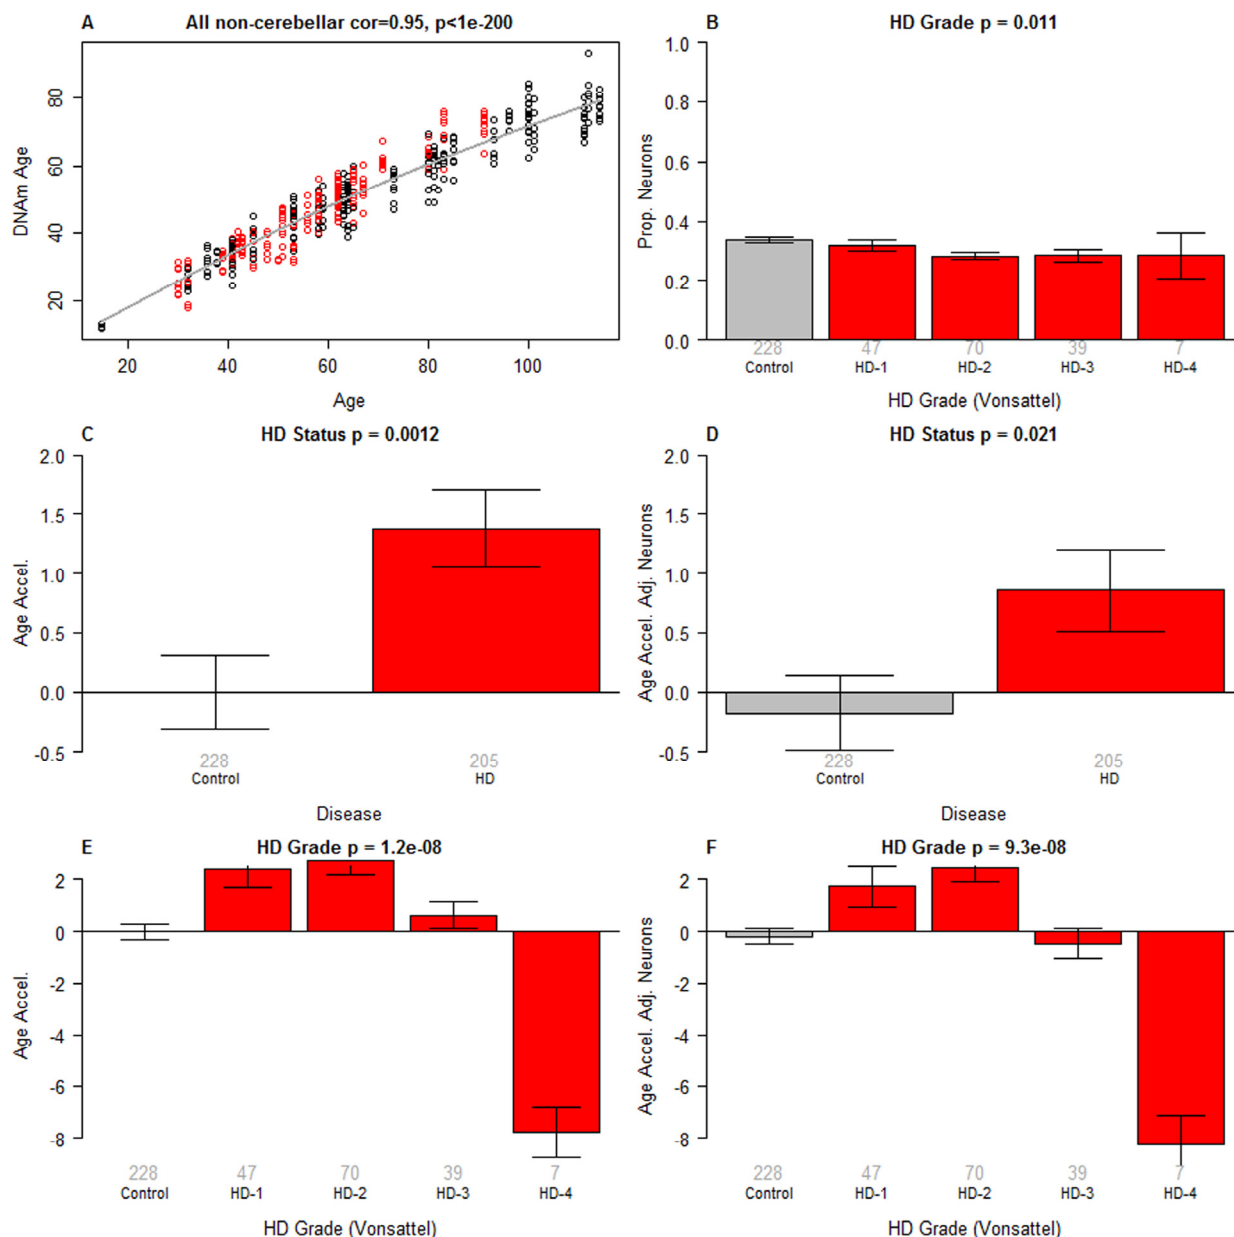 A
All non-cerebellar cor=0.95, p<1e-200
DNAm Age
80
60
40
20
20 40 60 80 100
Age
B
HD Grade p = 0.011
Prop. Neurons
1.0
0.8
0.6
0.4
0.2
0.0
228 47 70 39 7
Control HD-1 HD-2 HD-3 HD-4
HD Grade (Vonsattel)
C
HD Status p = 0.0012
Age Accel.
2.0
1.5
1.0
0.5
0.0
-0.5
228 205
Control HD
Disease
D
HD Status p = 0.021
Age Accel. Adj. Neurons
2.0
1.5
1.0
0.5
0.0
-0.5
228 205
Control HD
Disease
E
HD Grade p = 1.2e-08
Age Accel.
2
0
-2
-4
-6
-8
228 47 70 39 7
Control HD-1 HD-2 HD-3 HD-4
HD Grade (Vonsattel)
F
HD Grade p = 9.3e-08
Age Accel. Adj. Neurons
2
0
-2
-4
-6
-8
228 47 70 39 7
Control HD-1 HD-2 HD-3 HD-4
HD Grade (Vonsattel)